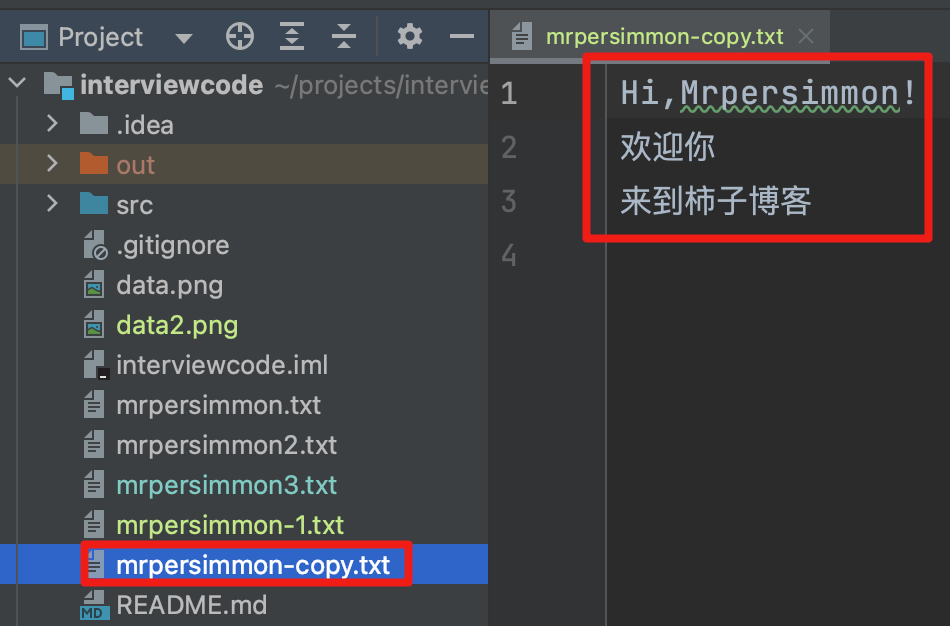 Project
mrpersimmon-copy.txt
interviewcode ~/projects/intervie
.idea
out
src
.gitignore
data.png
data2.png
interviewcode.iml
mrpersimmon.txt
mrpersimmon2.txt
mrpersimmon3.txt
mrpersimmon-1.txt
mrpersimmon-copy.txt
MD README.md
1 Hi,Mrpersimmon!
2 欢迎你
3 来到柿子博客
4